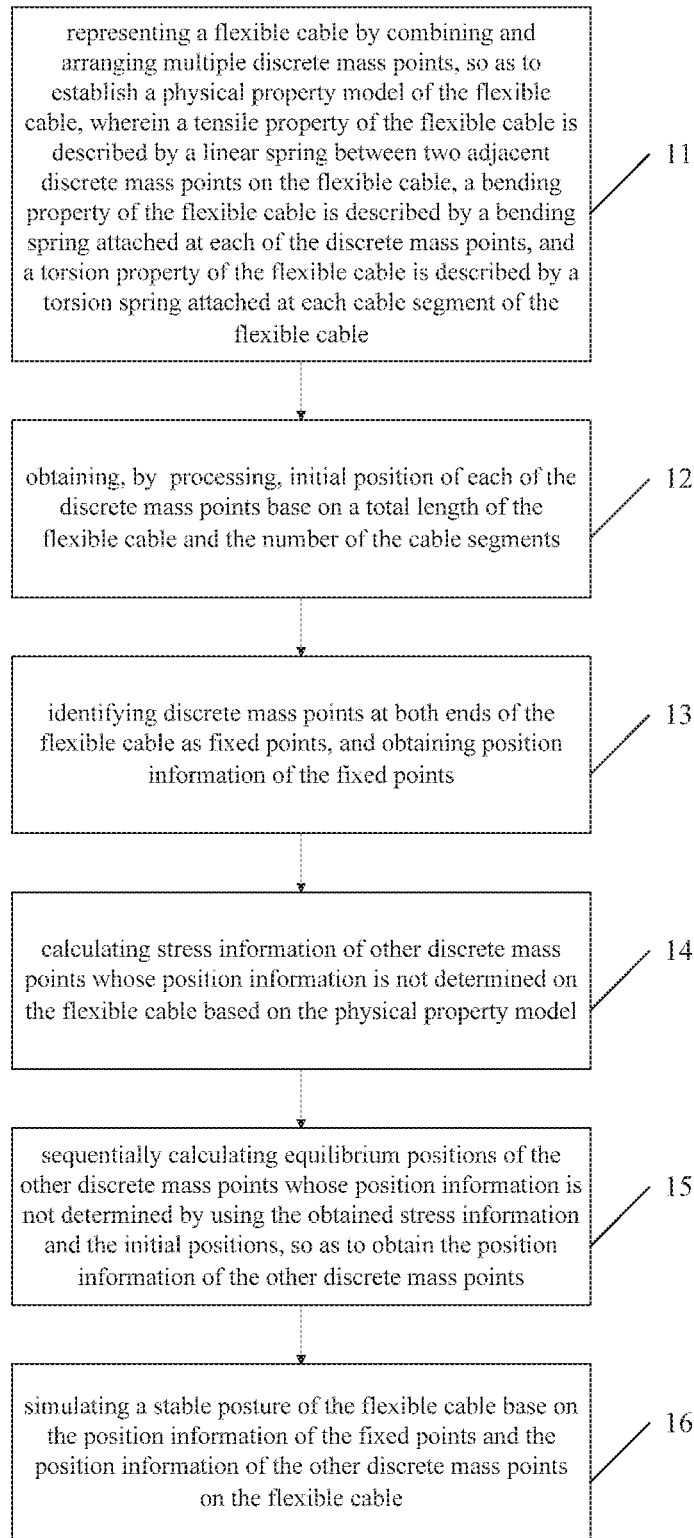 representing a flexible cable by combining and
arranging multiple discrete mass points, so as to
establish a physical property model of the flexible
cable, wherein a tensile property of the flexible cable is
described by a linear spring between two adjacent
discrete mass points on the flexible cable, a bending
property of the flexible cable is described by a bending
spring attached at each of the discrete mass points, and
a torsion property of the flexible cable is described by a
torsion spring attached at each cable segment of the
flexible cable
11
obtaining, by processing, initial position of each of the
discrete mass points base on a total length of the
flexible cable and the number of the cable segments
12
identifying discrete mass points at both ends of the
flexible cable as fixed points, and obtaining position
information of the fixed points
13
calculating stress information of other discrete mass
points whose position information is not determined on
the flexible cable based on the physical property model
14
sequentially calculating equilibrium positions of the
other discrete mass points whose position information is
not determined by using the obtained stress information
and the initial positions, so as to obtain the position
information of the other discrete mass points
15
simulating a stable posture of the flexible cable base on
the position information of the fixed points and the
position information of the other discrete mass points
on the flexible cable
16